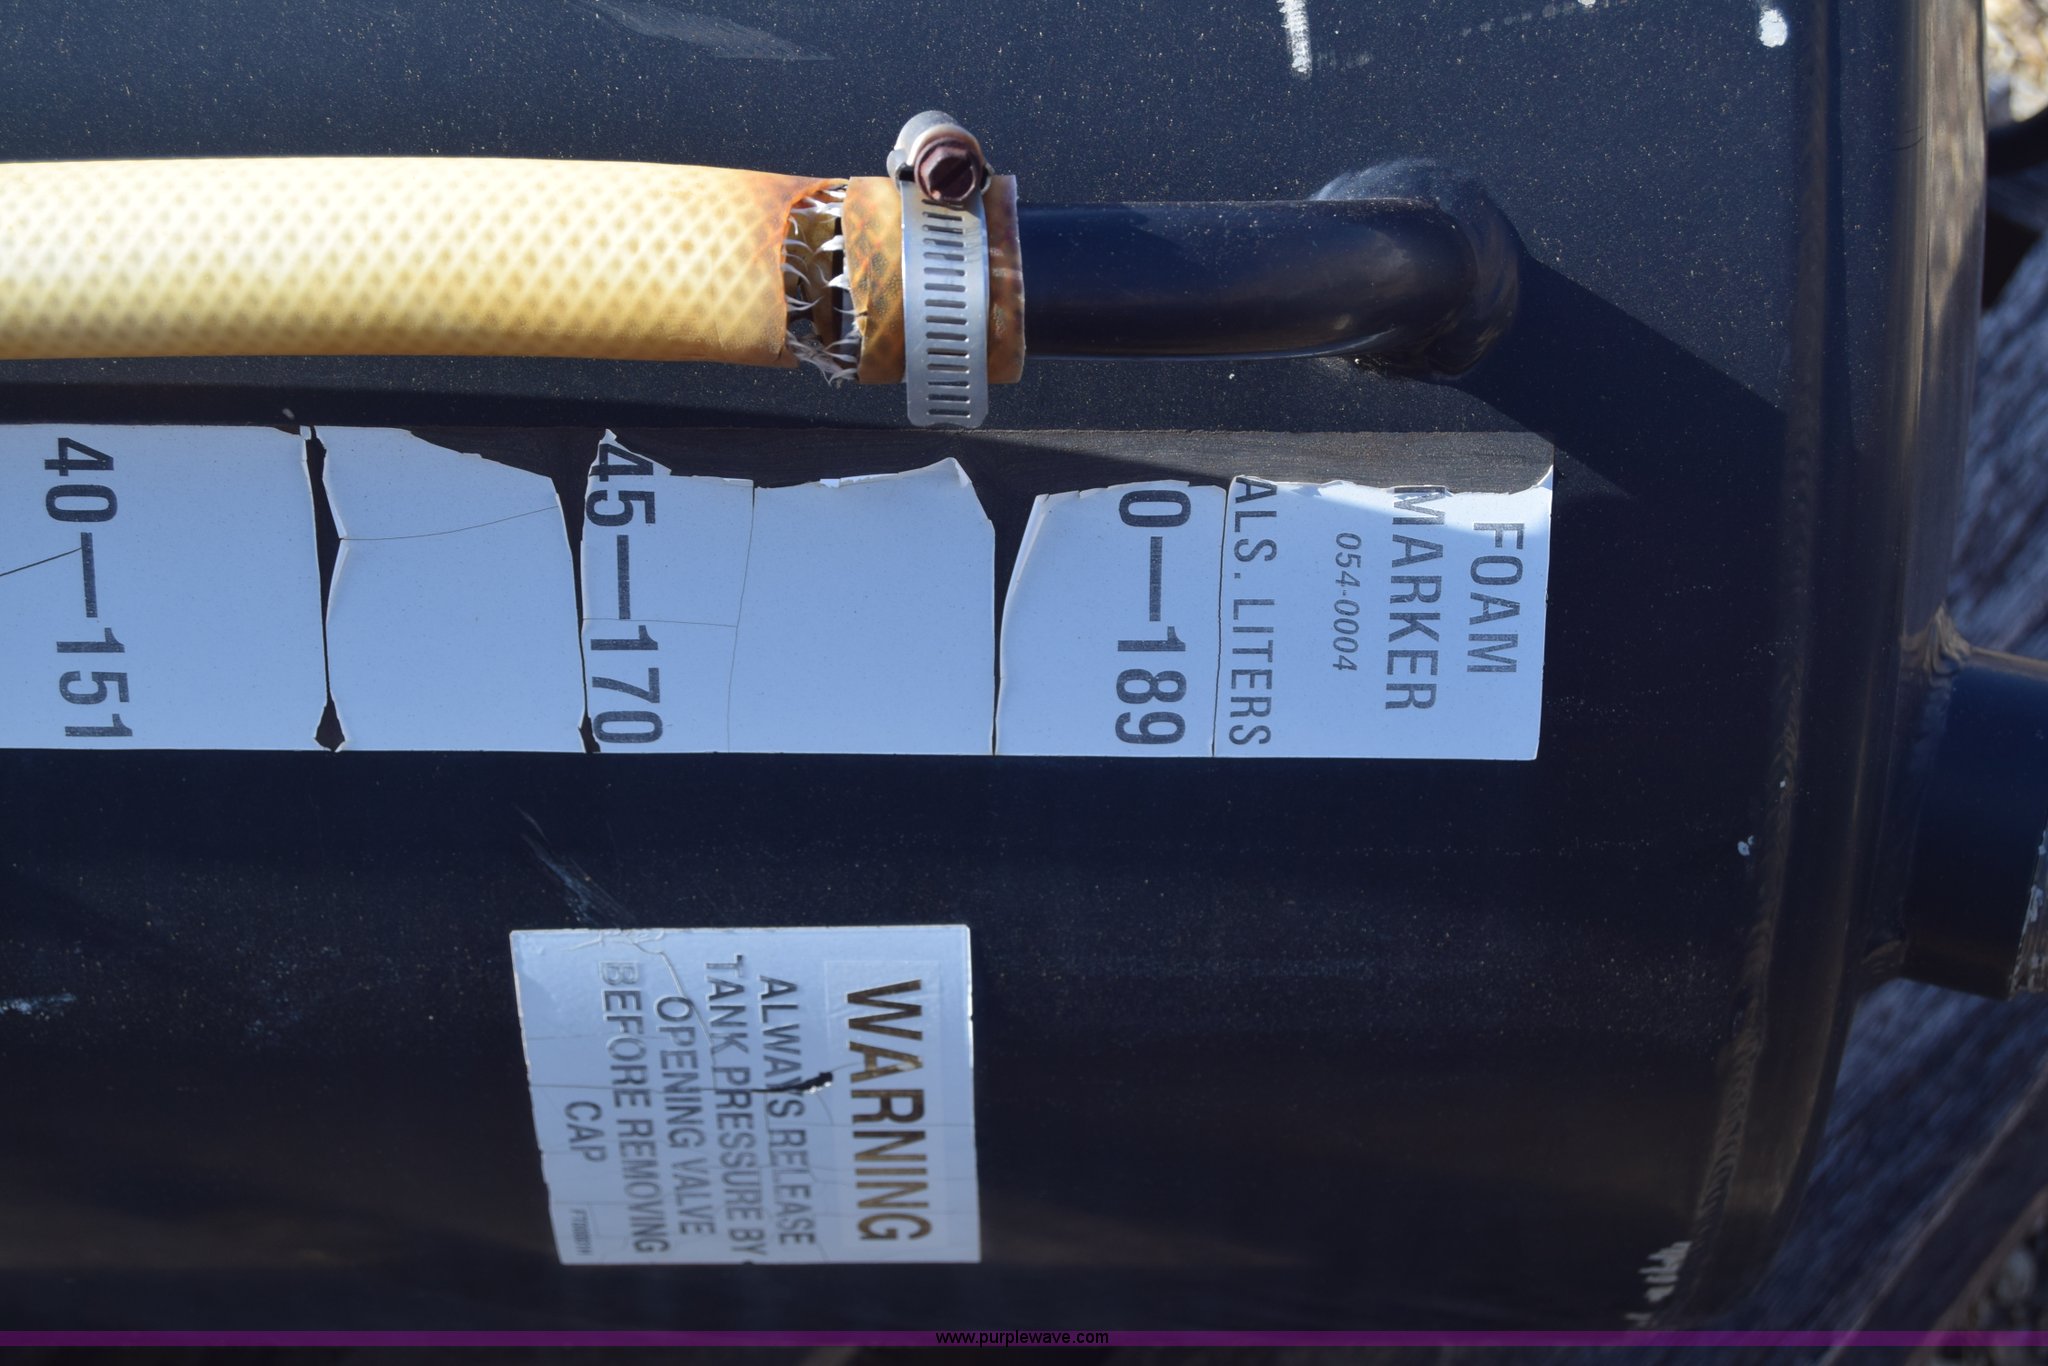 FOAM
MARKER
054-0004
ALS. LITERS
0—189
45—170
40—151
WARNING
ALWAYS RELEASE
TANK PRESSURE BY
OPENING VALVE
BEFORE REMOVING
CAP
www.purplewave.com